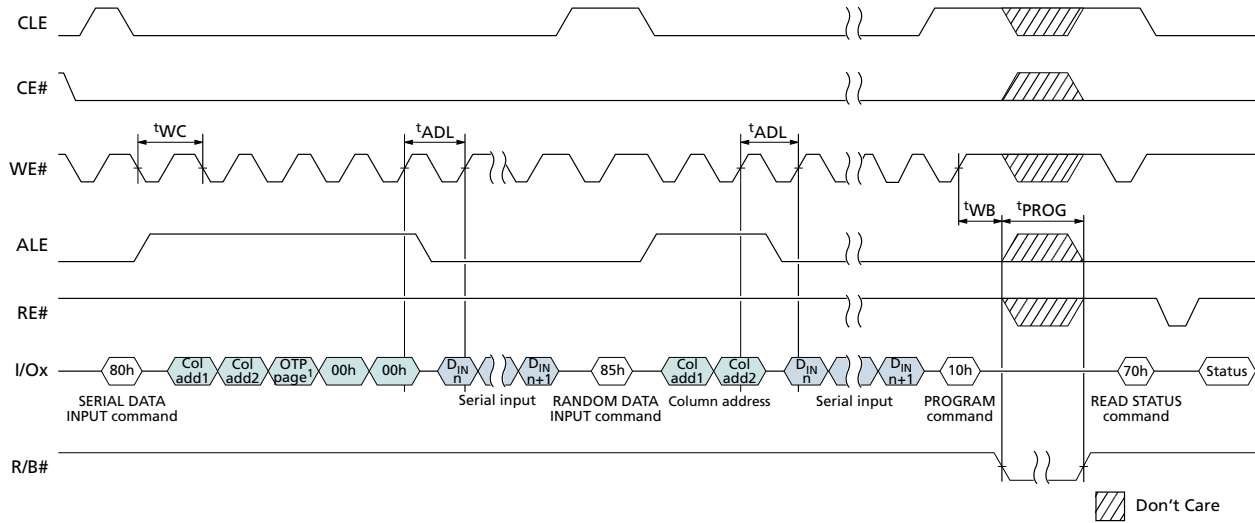 CLE
CE#
tWC
tADL
tADL
WE#
tWB
tPROG
ALE
RE#
I/Ox
80h
Col add1
Col add2
OTP page1
00h
00h
DIN n
DIN n+1
85h
Col add1
Col add2
DIN n
DIN n+1
10h
70h
Status
SERIAL DATA
INPUT command
Serial input
RANDOM DATA
INPUT command
Column address
Serial input
PROGRAM
command
READ STATUS
command
R/B#
Don't Care